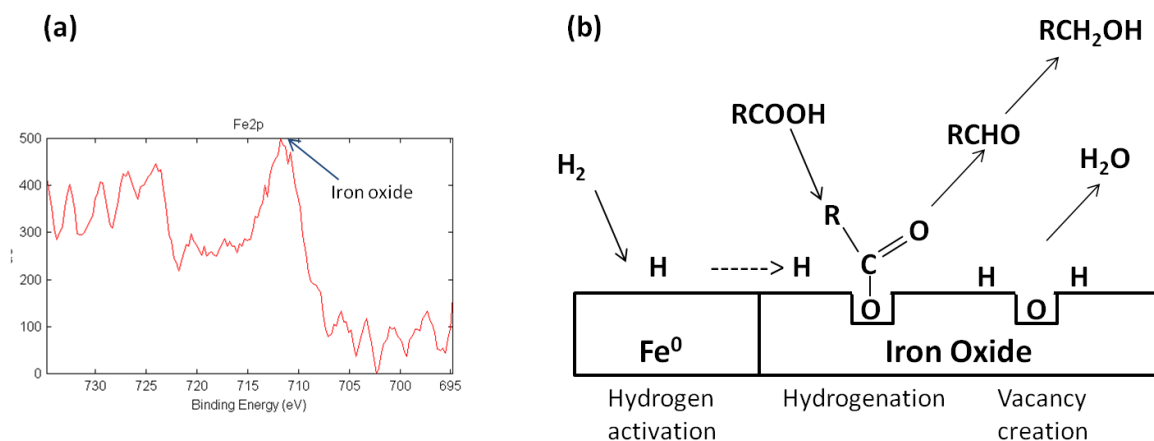 (a)
Fe2p
500
400
300
200
100
0
Iron oxide
730 725 720 715 710 705 700 695
Binding Energy (eV)
(b)
RCH₂OH
RCOOH
RCHO
H₂
H₂O
R
O
C
H -----> H
H H
O O
Fe⁰ Iron Oxide
Hydrogen activation
Hydrogenation
Vacancy creation